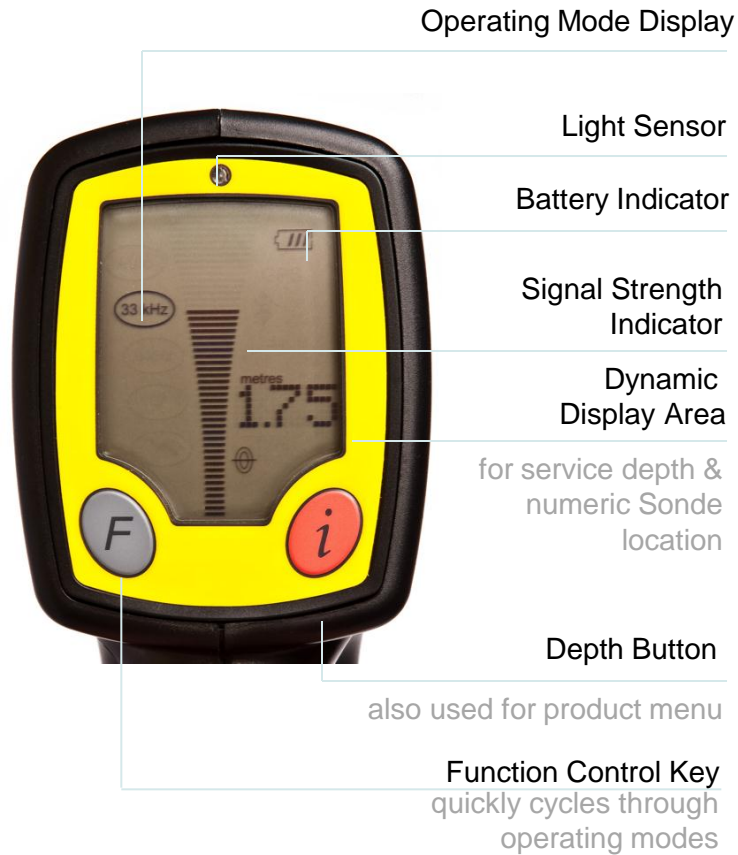 Operating Mode Display
Light Sensor
Battery Indicator
33 kHz
Signal Strength
Indicator
metres
1.75
Dynamic
Display Area
for service depth &
numeric Sonde
location
F
i
Depth Button
also used for product menu
Function Control Key
quickly cycles through
operating modes